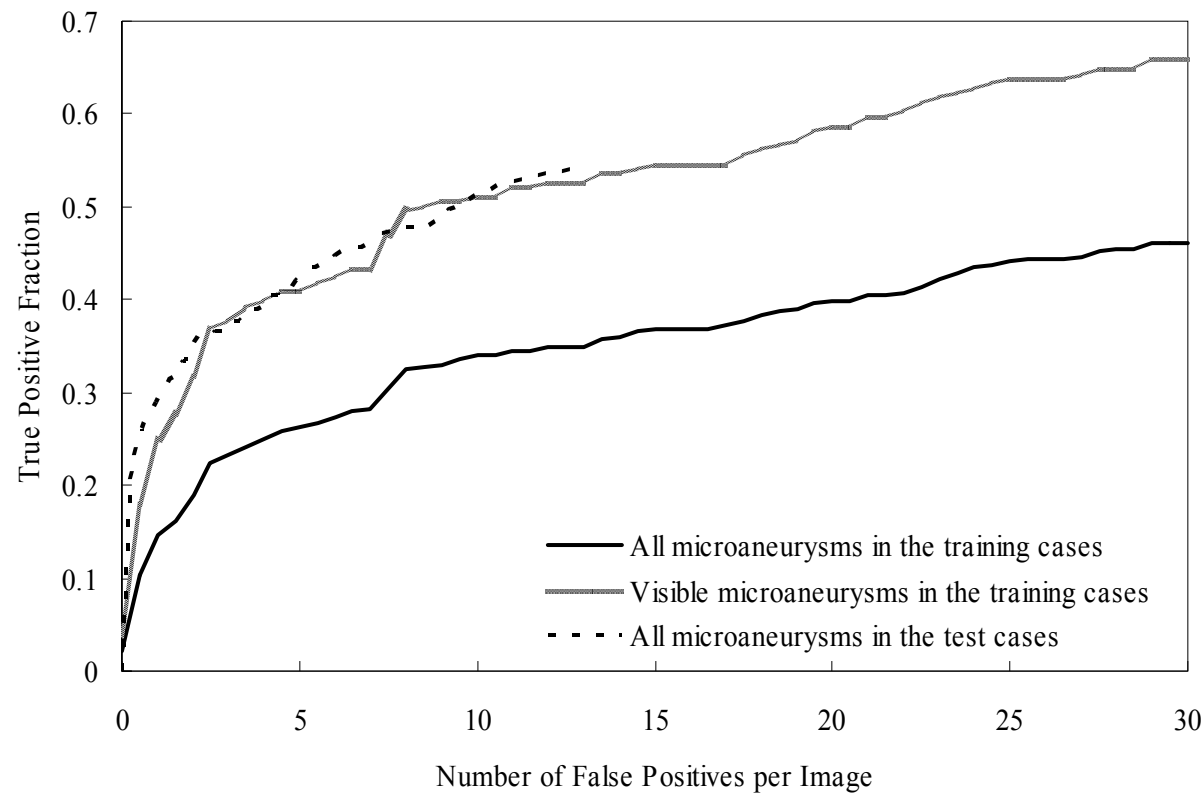 0.7
0.6
0.5
0.4
0.3
0.2
0.1
0
True Positive Fraction
All microaneurysms in the training cases
Visible microaneurysms in the training cases
All microaneurysms in the test cases
0 5 10 15 20 25 30
Number of False Positives per Image